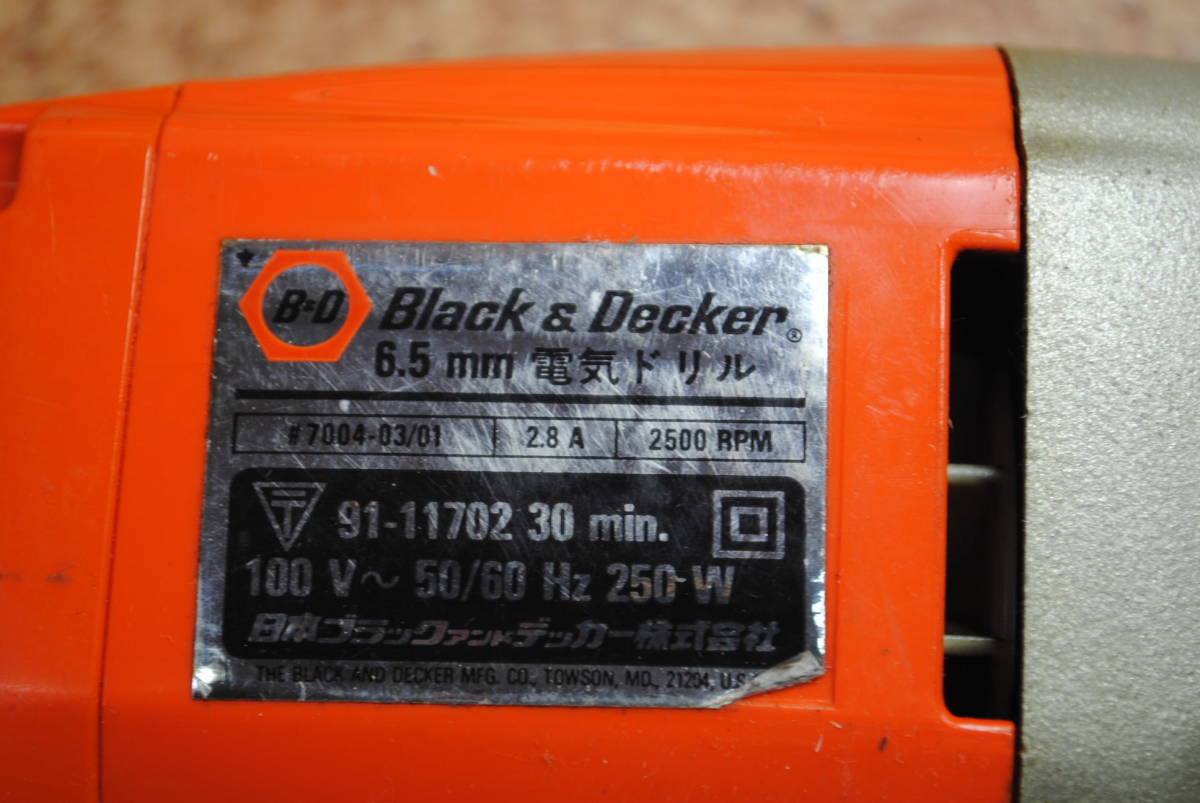 B&D Black & Decker®
6.5 mm 電気ドリル
#7004-03/01 2.8 A 2500 RPM
91-11702 30 min.
100 V~ 50/60 Hz 250 W
日本ブラックアンドデッカー株式会社
THE BLACK AND DECKER MFG. CO., TOWSON, MD., 21204, U.S.